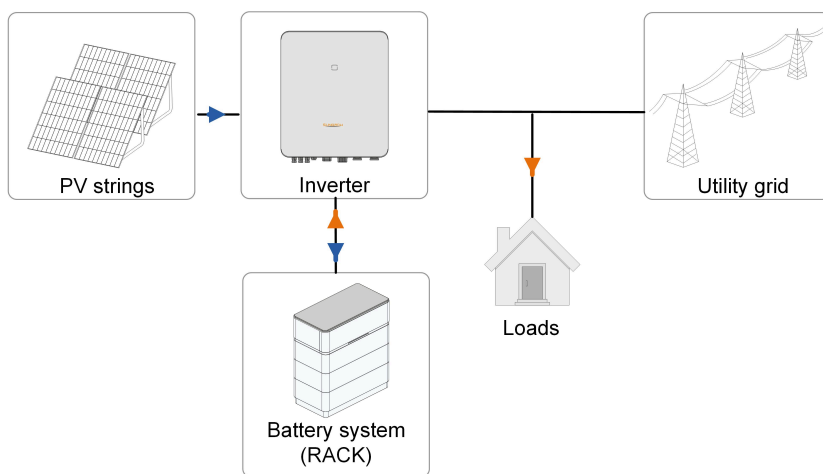 PV strings
Inverter
Utility grid
Loads
Battery system
(RACK)